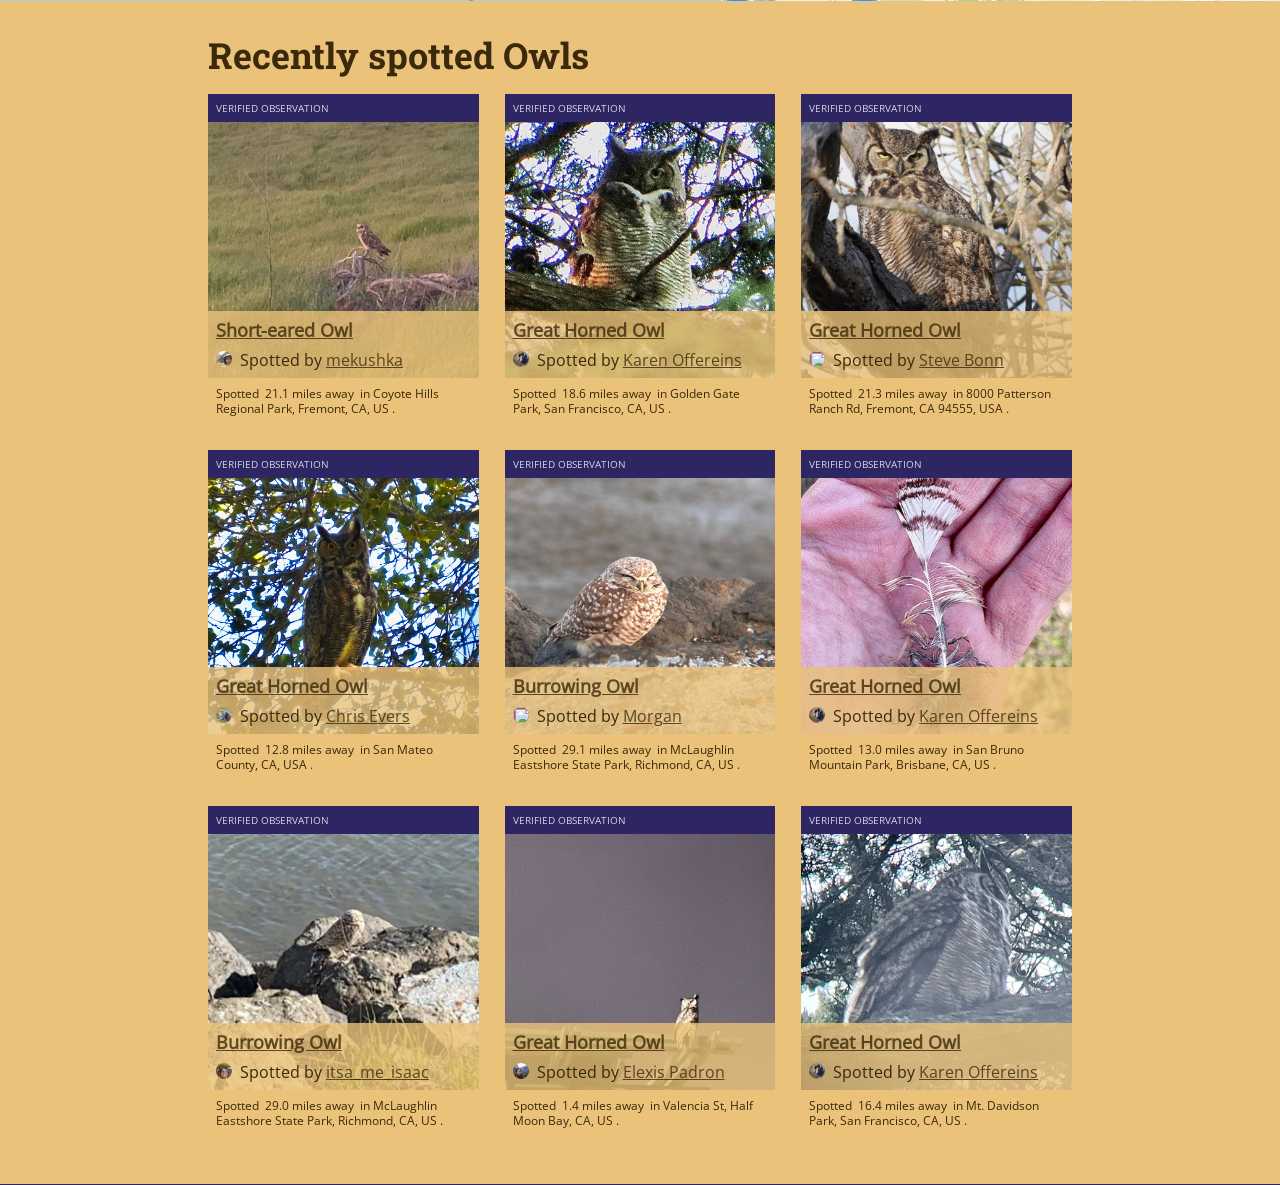 Recently spotted Owls
VERIFIED OBSERVATION
Short-eared Owl
Spotted by mekushka
Spotted 21.1 miles away in Coyote Hills
Regional Park, Fremont, CA, US .
VERIFIED OBSERVATION
Great Horned Owl
Spotted by Karen Offereins
Spotted 18.6 miles away in Golden Gate
Park, San Francisco, CA, US .
VERIFIED OBSERVATION
Great Horned Owl
Spotted by Steve Bonn
Spotted 21.3 miles away in 8000 Patterson
Ranch Rd, Fremont, CA 94555, USA .
VERIFIED OBSERVATION
Great Horned Owl
Spotted by Chris Evers
Spotted 12.8 miles away in San Mateo
County, CA, USA .
VERIFIED OBSERVATION
Burrowing Owl
Spotted by Morgan
Spotted 29.1 miles away in McLaughlin
Eastshore State Park, Richmond, CA, US .
VERIFIED OBSERVATION
Great Horned Owl
Spotted by Karen Offereins
Spotted 13.0 miles away in San Bruno
Mountain Park, Brisbane, CA, US .
VERIFIED OBSERVATION
Burrowing Owl
Spotted by itsa_me_isaac
Spotted 29.0 miles away in McLaughlin
Eastshore State Park, Richmond, CA, US .
VERIFIED OBSERVATION
Great Horned Owl
Spotted by Elexis Padron
Spotted 1.4 miles away in Valencia St, Half
Moon Bay, CA, US .
VERIFIED OBSERVATION
Great Horned Owl
Spotted by Karen Offereins
Spotted 16.4 miles away in Mt. Davidson
Park, San Francisco, CA, US .